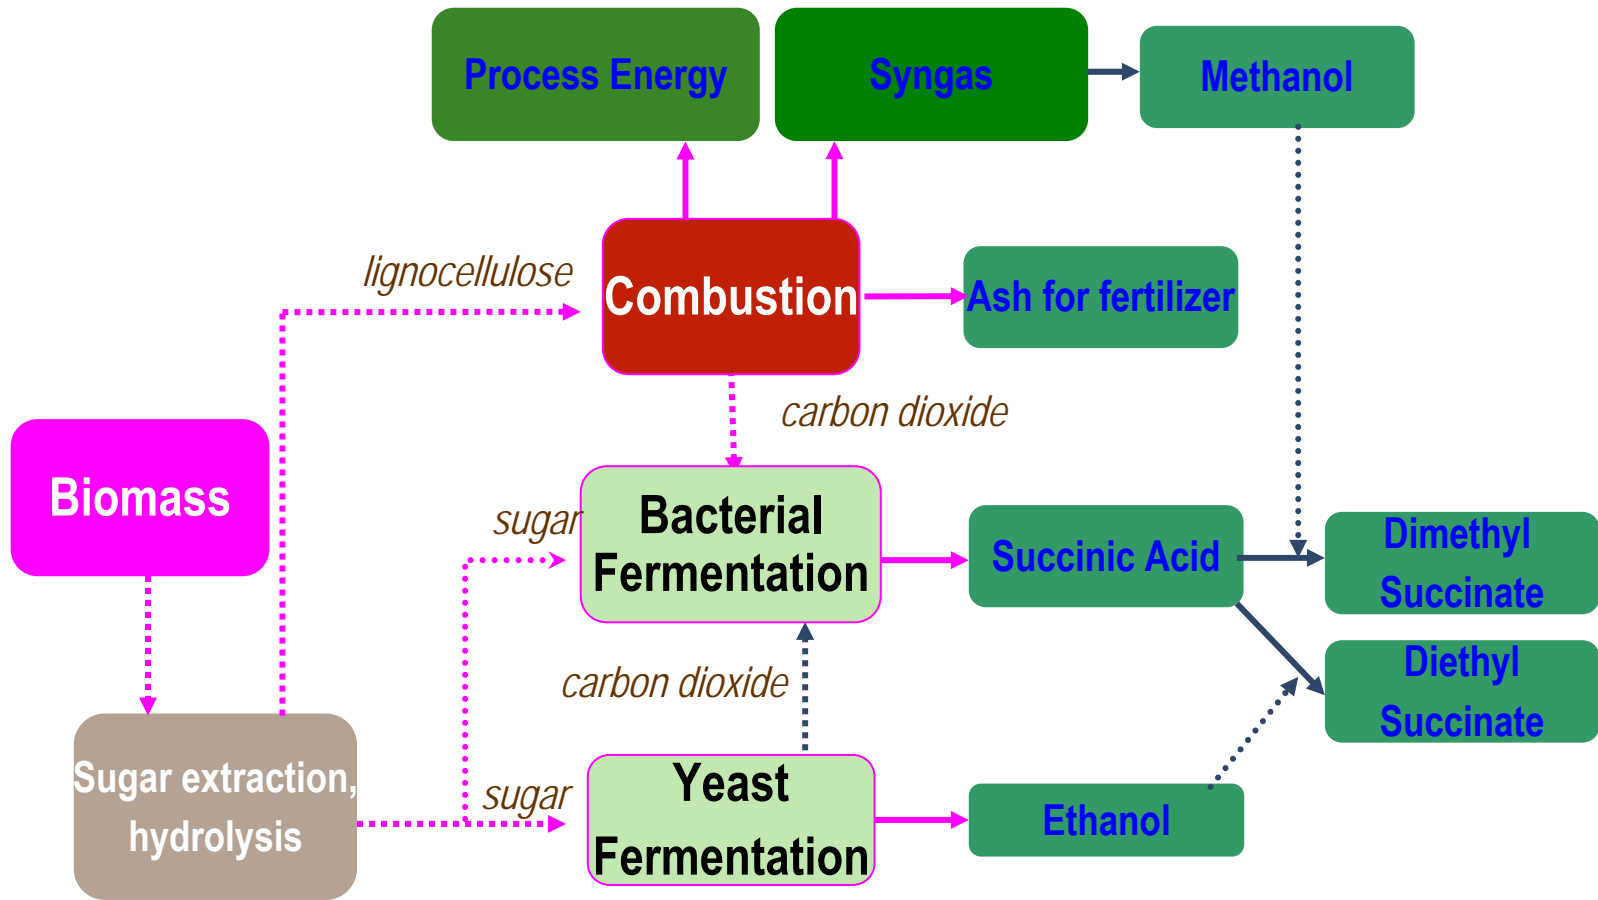 Process Energy
Syngas
Methanol
lignocellulose
Combustion
Ash for fertilizer
carbon dioxide
Biomass
sugar
Bacterial
Fermentation
Succinic Acid
Dimethyl
Succinate
carbon dioxide
Diethyl
Succinate
Sugar extraction,
hydrolysis
sugar
Yeast
Fermentation
Ethanol